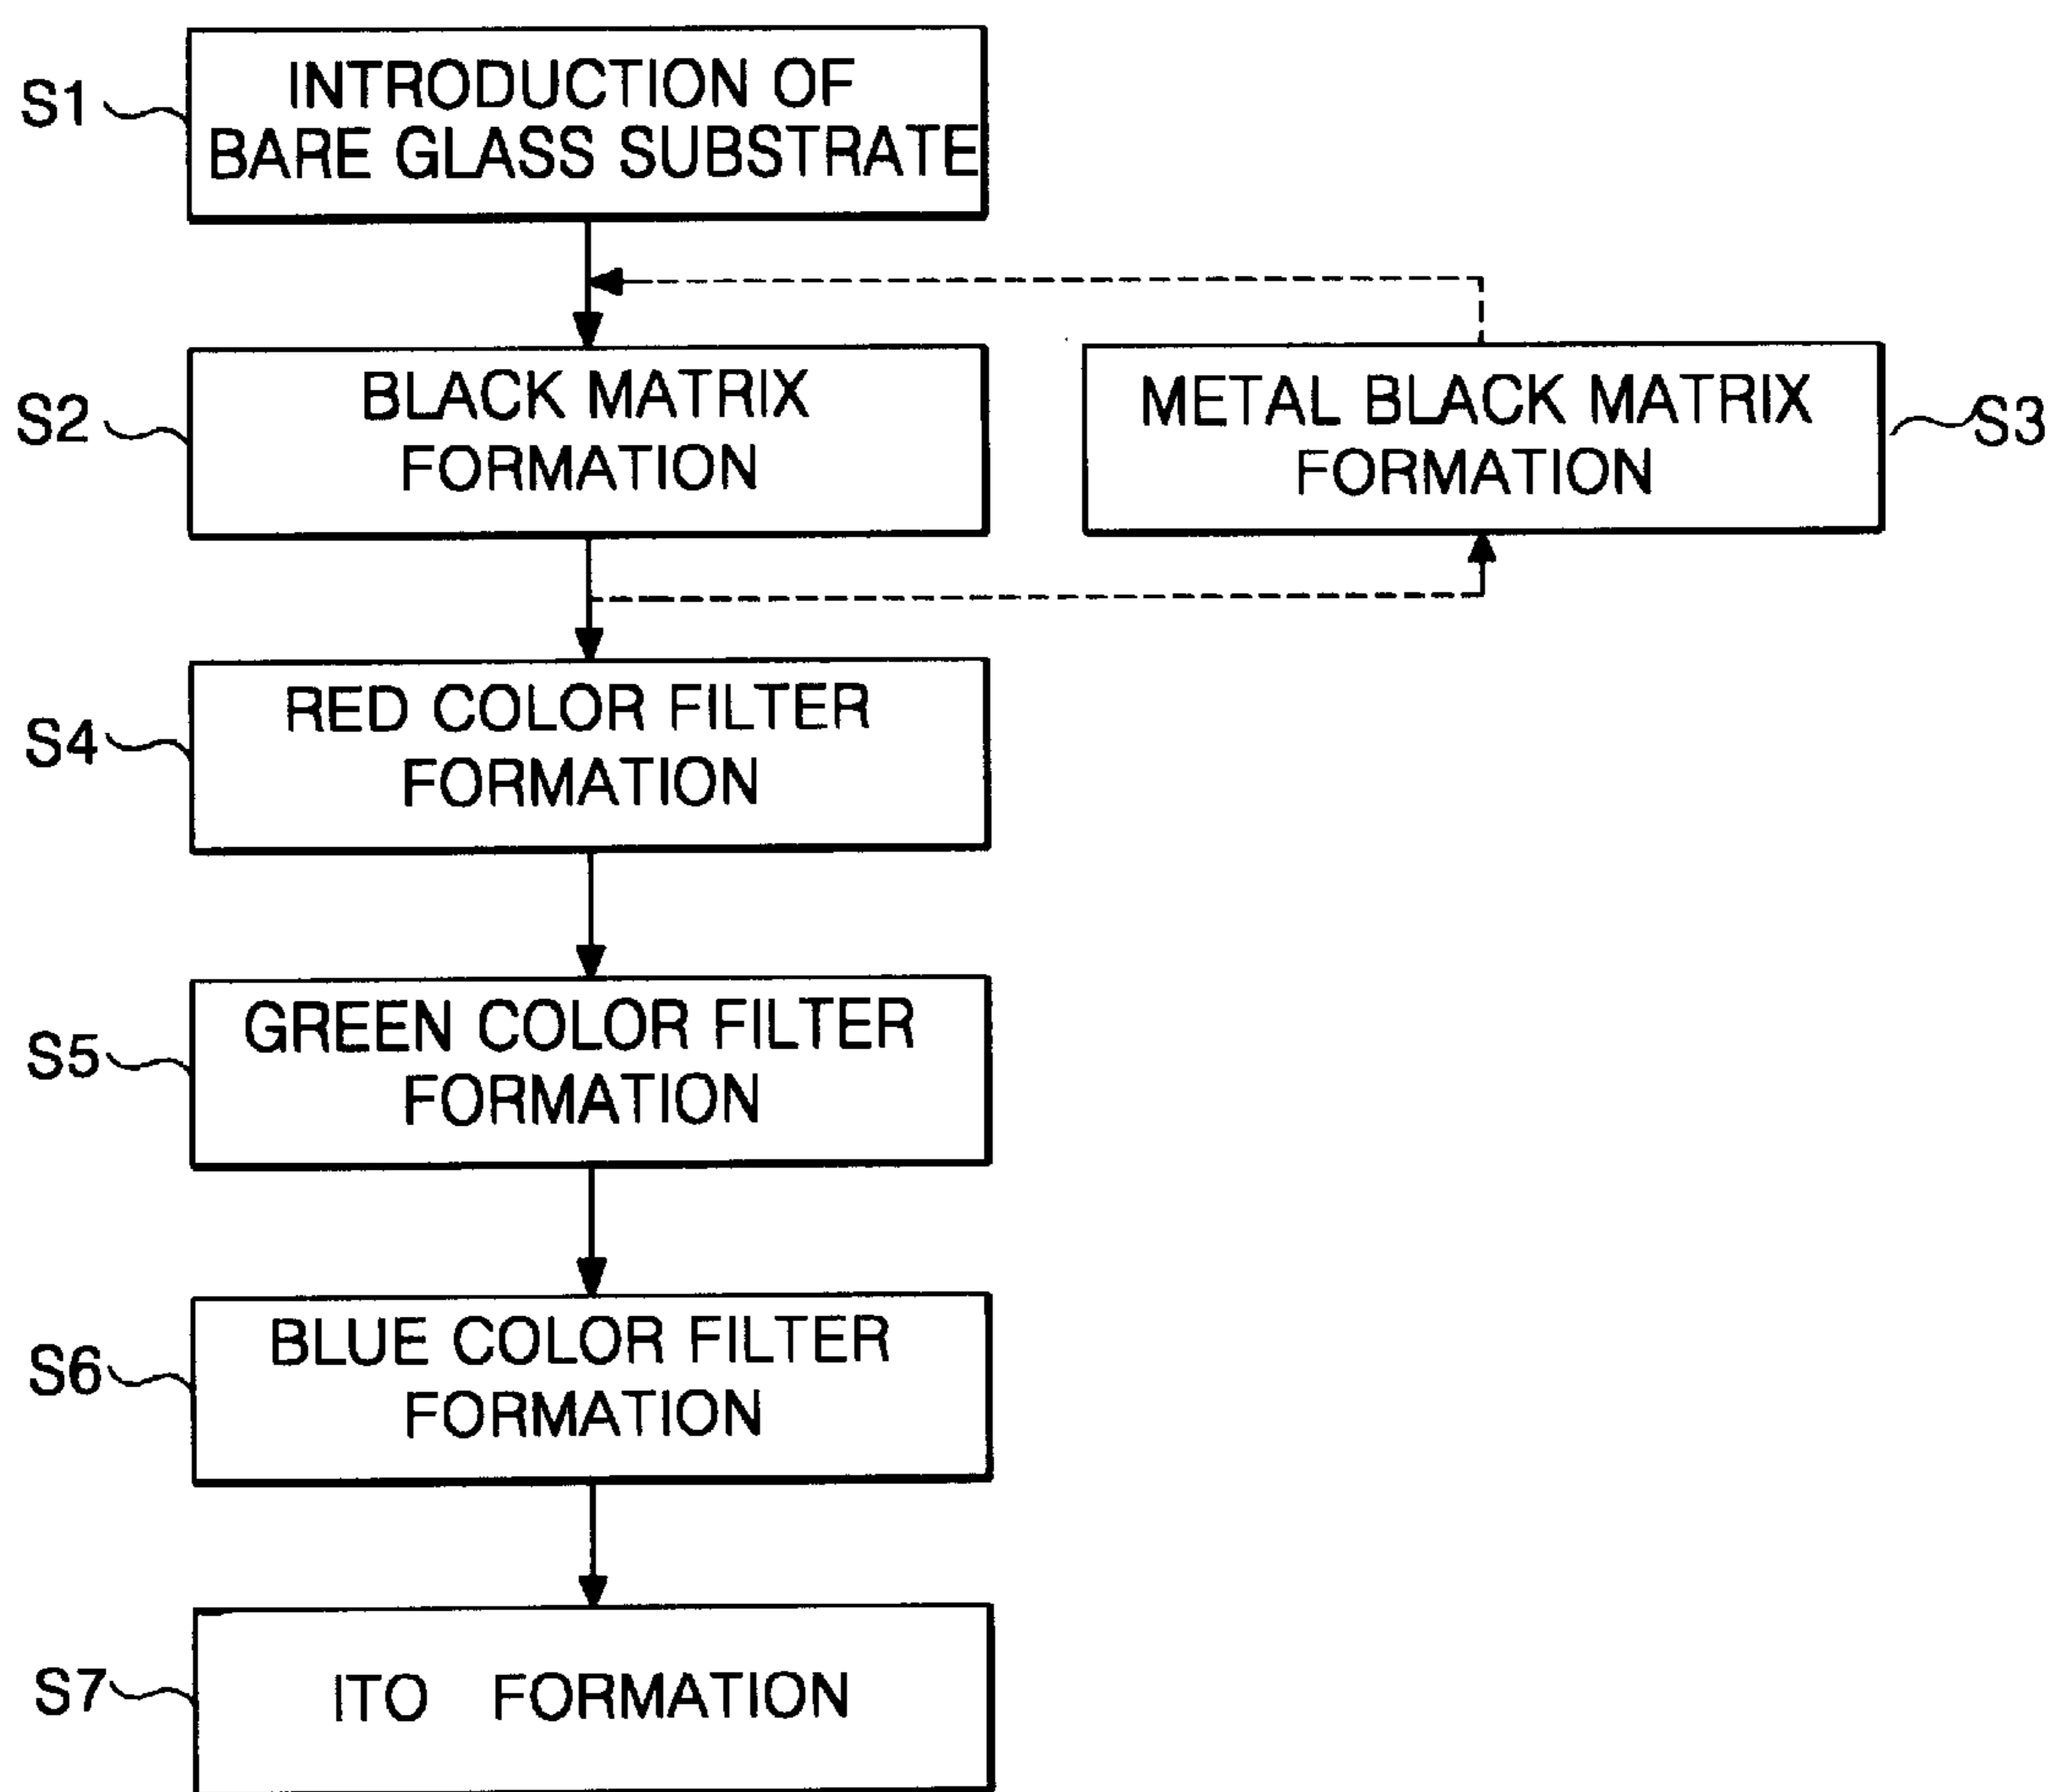 S1
INTRODUCTION OF
BARE GLASS SUBSTRATE
S2
BLACK MATRIX
FORMATION
METAL BLACK MATRIX
FORMATION
S3
S4
RED COLOR FILTER
FORMATION
S5
GREEN COLOR FILTER
FORMATION
S6
BLUE COLOR FILTER
FORMATION
S7
ITO FORMATION